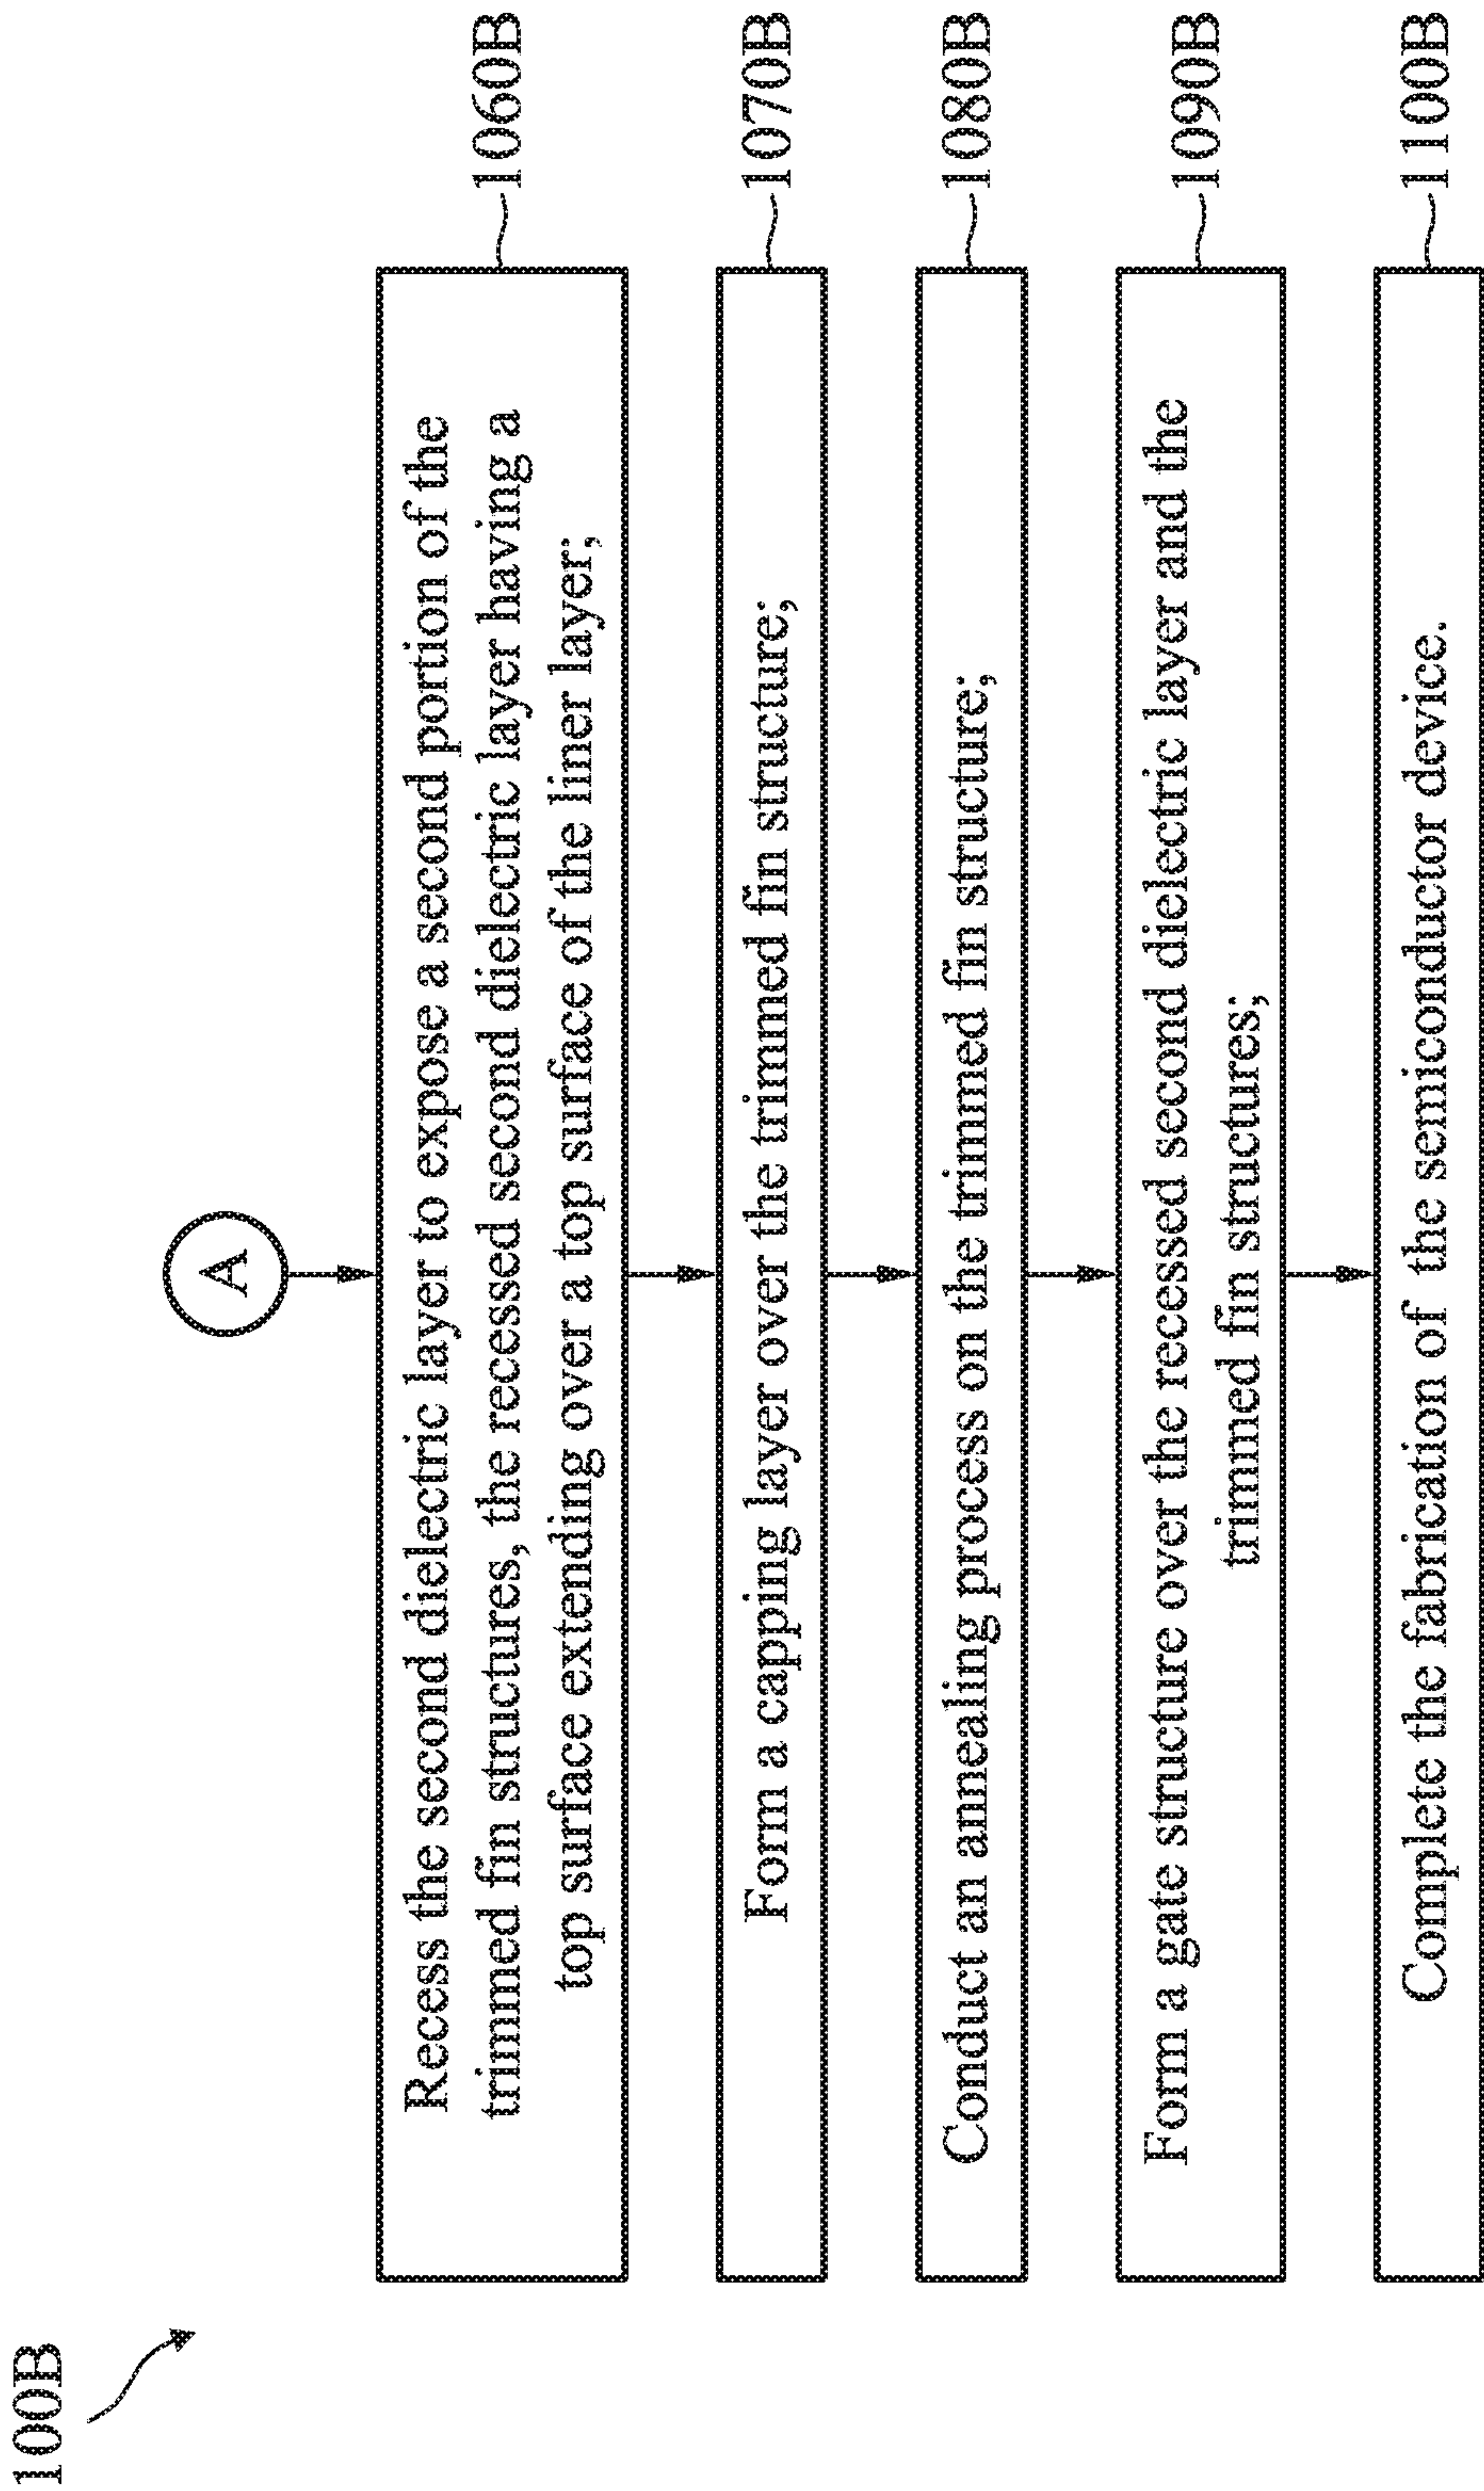 100B
A
Recess the second dielectric layer to expose a second portion of the
trimmed fin structures, the recessed second dielectric layer having a
top surface extending over a top surface of the liner layer;
1060B
Form a capping layer over the trimmed fin structure;
1070B
Conduct an annealing process on the trimmed fin structure;
1080B
Form a gate structure over the recessed second dielectric layer and the
trimmed fin structures;
1090B
Complete the fabrication of the semiconductor device.
1100B